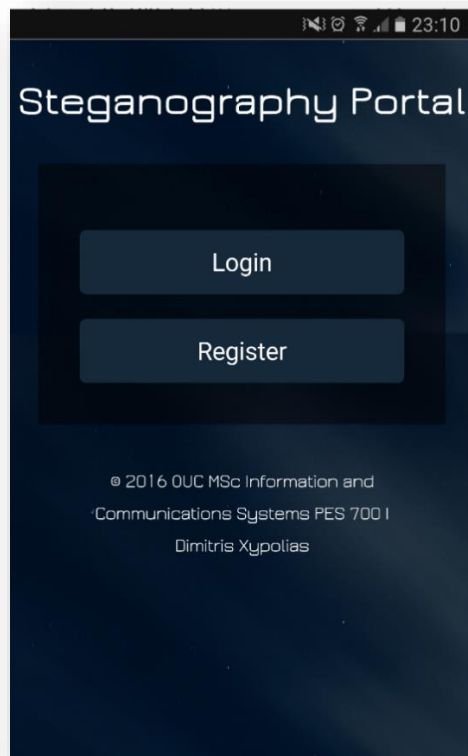 23:10
Steganography Portal
Login
Register
© 2016 OUC MSc Information and
Communications Systems PES 700 |
Dimitris Xypolias